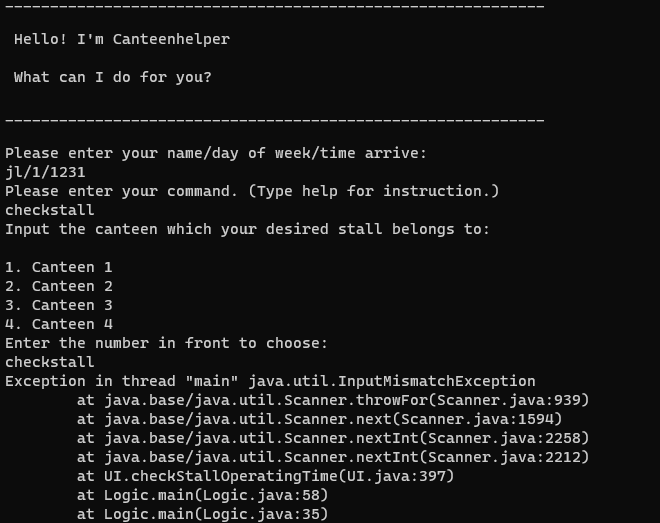 ____________________________________________________________
Hello! I'm Canteenhelper
What can I do for you?
____________________________________________________________
Please enter your name/day of week/time arrive:
jl/1/1231
Please enter your command. (Type help for instruction.)
checkstall
Input the canteen which your desired stall belongs to:
1. Canteen 1
2. Canteen 2
3. Canteen 3
4. Canteen 4
Enter the number in front to choose:
checkstall
Exception in thread "main" java.util.InputMismatchException
        at java.base/java.util.Scanner.throwFor(Scanner.java:939)
        at java.base/java.util.Scanner.next(Scanner.java:1594)
        at java.base/java.util.Scanner.nextInt(Scanner.java:2258)
        at java.base/java.util.Scanner.nextInt(Scanner.java:2212)
        at UI.checkStallOperatingTime(UI.java:397)
        at Logic.main(Logic.java:58)
        at Logic.main(Logic.java:35)